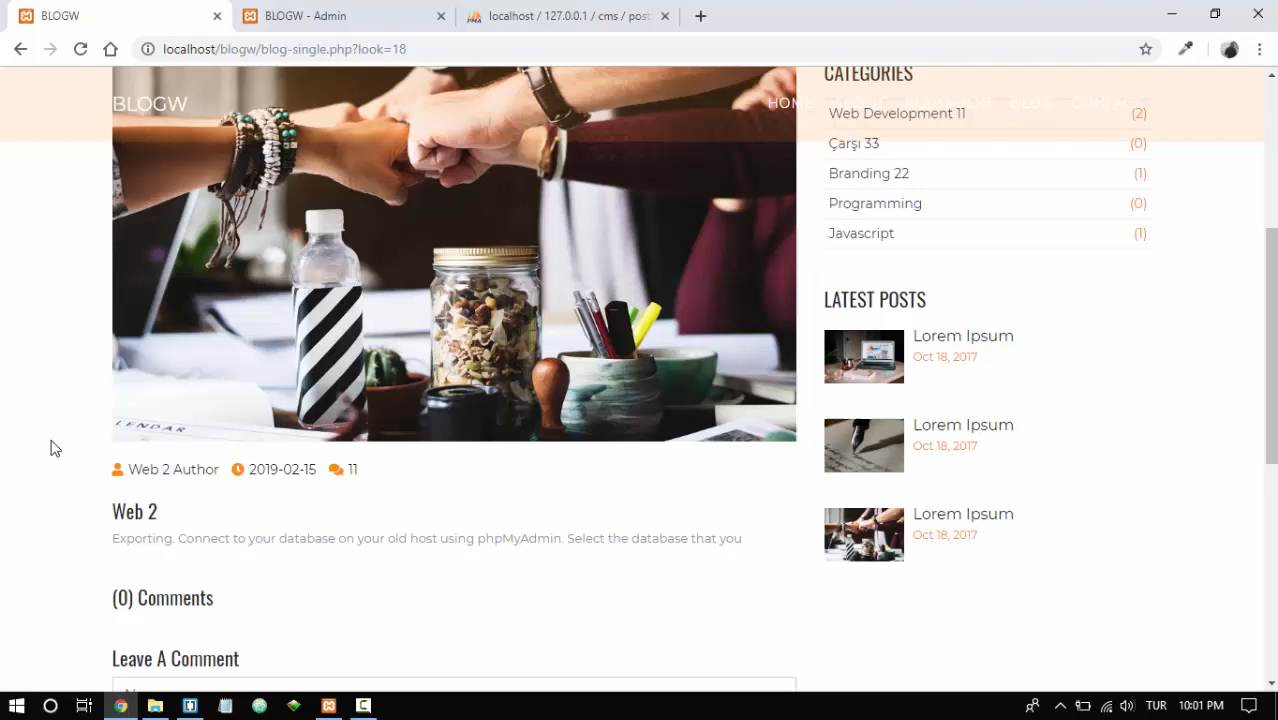 BLOGW
BLOGW - Admin
localhost / 127.0.0.1 / cms / post
localhost/blogw/blog-single.php?look=18
BLOGW
HOME ABOUT BLOG CONTACT
CATEGORIES
Web Development 11 (2)
Çarşı 33 (0)
Branding 22 (1)
Programming (0)
Javascript (1)
LATEST POSTS
Lorem Ipsum
Oct 18, 2017
Lorem Ipsum
Oct 18, 2017
Lorem Ipsum
Oct 18, 2017
LENDAR
Web 2 Author 2019-02-15 11
Web 2
Exporting. Connect to your database on your old host using phpMyAdmin. Select the database that you
(0) Comments
Leave A Comment
TUR 10:01 PM